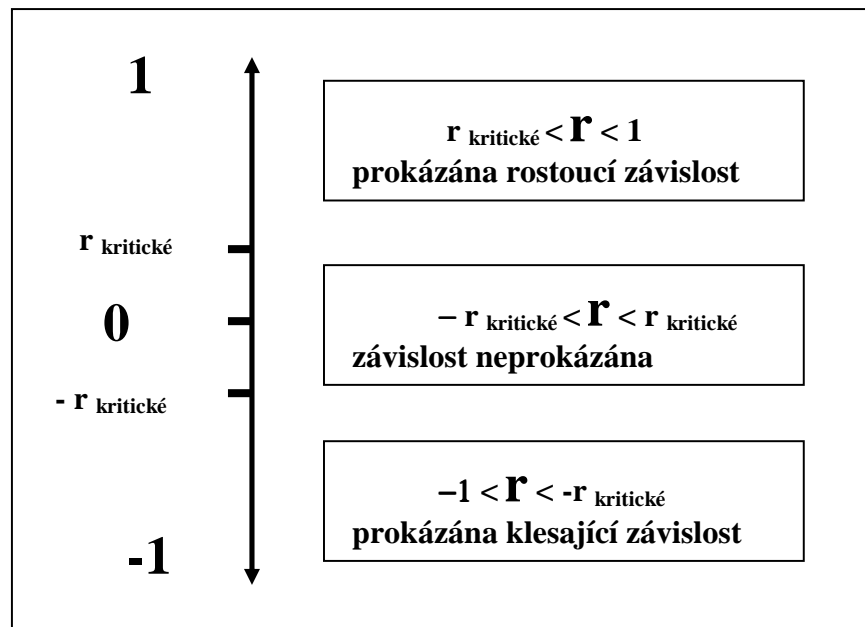 1
r kritické < r < 1
prokázána rostoucí závislost
r kritické
0
– r kritické < r < r kritické
závislost neprokázána
- r kritické
–1 < r < -r kritické
prokázána klesající závislost
-1